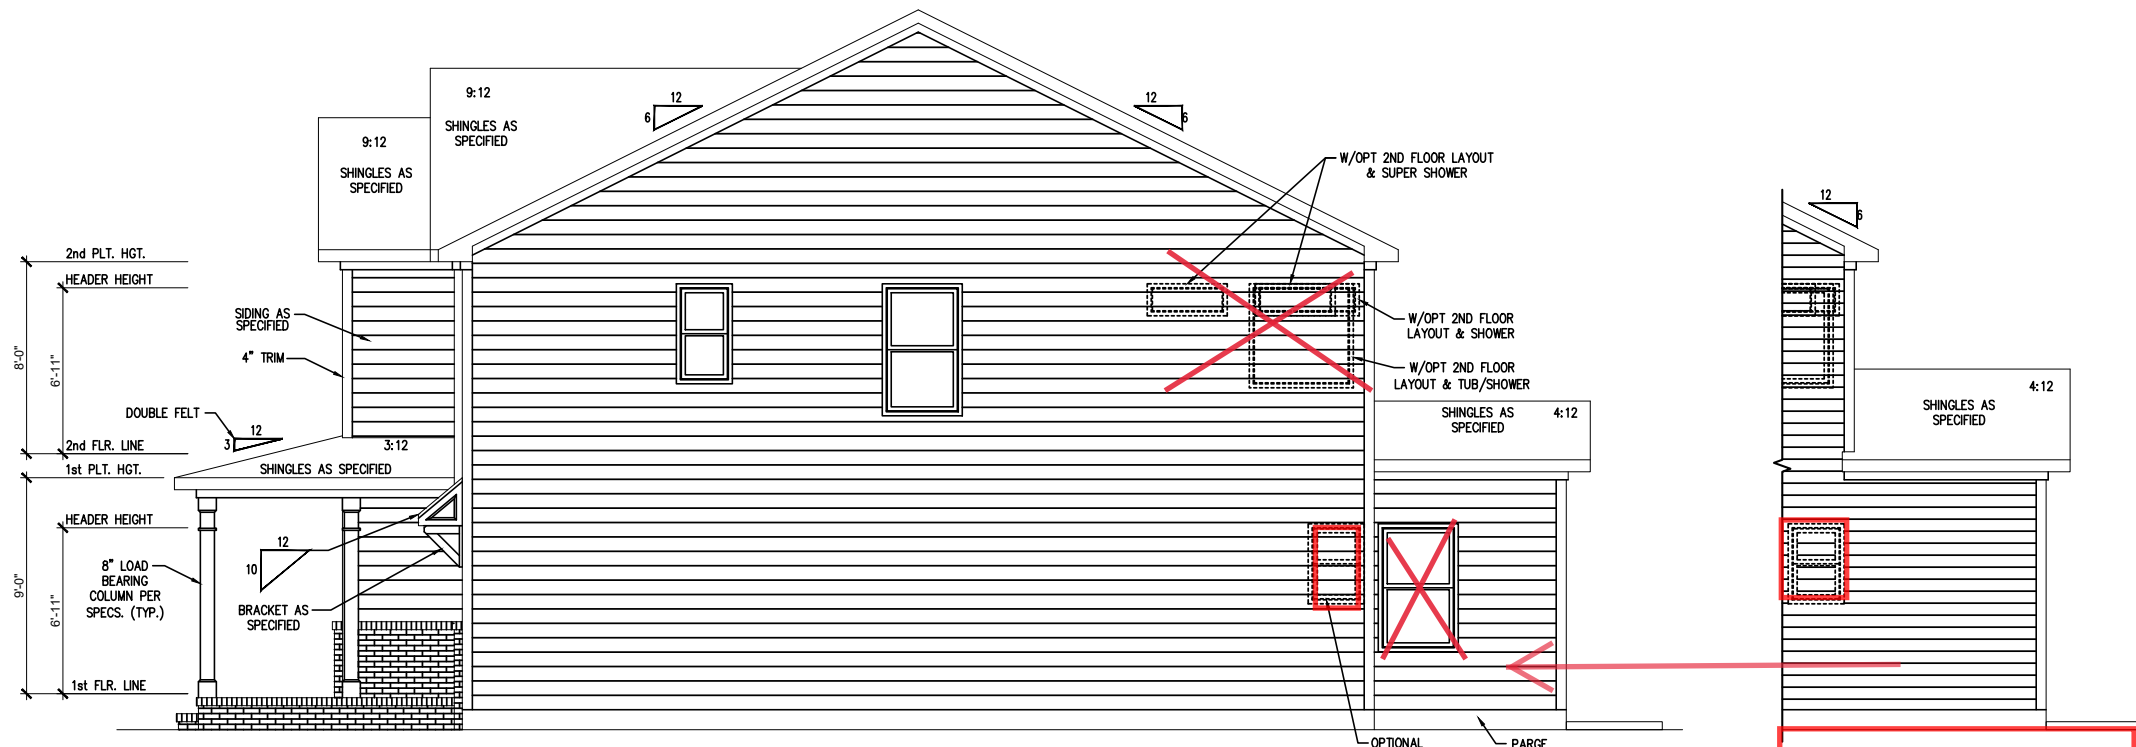 9:12
SHINGLES AS
SPECIFIED
9:12
SHINGLES AS
SPECIFIED
12
6
12
6
W/OPT 2ND FLOOR LAYOUT
& SUPER SHOWER
12
6
2nd PLT. HGT.
HEADER HEIGHT
SIDING AS
SPECIFIED
4" TRIM
8'-0"
6'-11"
W/OPT 2ND FLOOR
LAYOUT & SHOWER
W/OPT 2ND FLOOR
LAYOUT & TUB/SHOWER
DOUBLE FELT
12
3
2nd FLR. LINE
3:12
1st PLT. HGT.
SHINGLES AS SPECIFIED
SHINGLES AS
SPECIFIED
4:12
SHINGLES AS
SPECIFIED
4:12
HEADER HEIGHT
12
10
8" LOAD
BEARING
COLUMN PER
SPECS. (TYP.)
9'-0"
6'-11"
BRACKET AS
SPECIFIED
1st FLR. LINE
OPTIONAL
PARGE